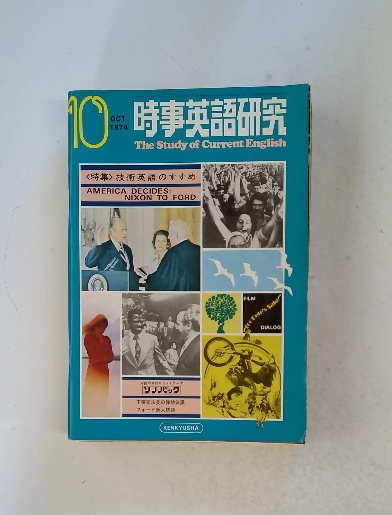 10
OCT
1974
時事英語研究
The Study of Current English
〈特集〉技術英語のすすめ
AMERICA DECIDES:
NIXON TO FORD
FILM
DIALOG
KENKYUSHA